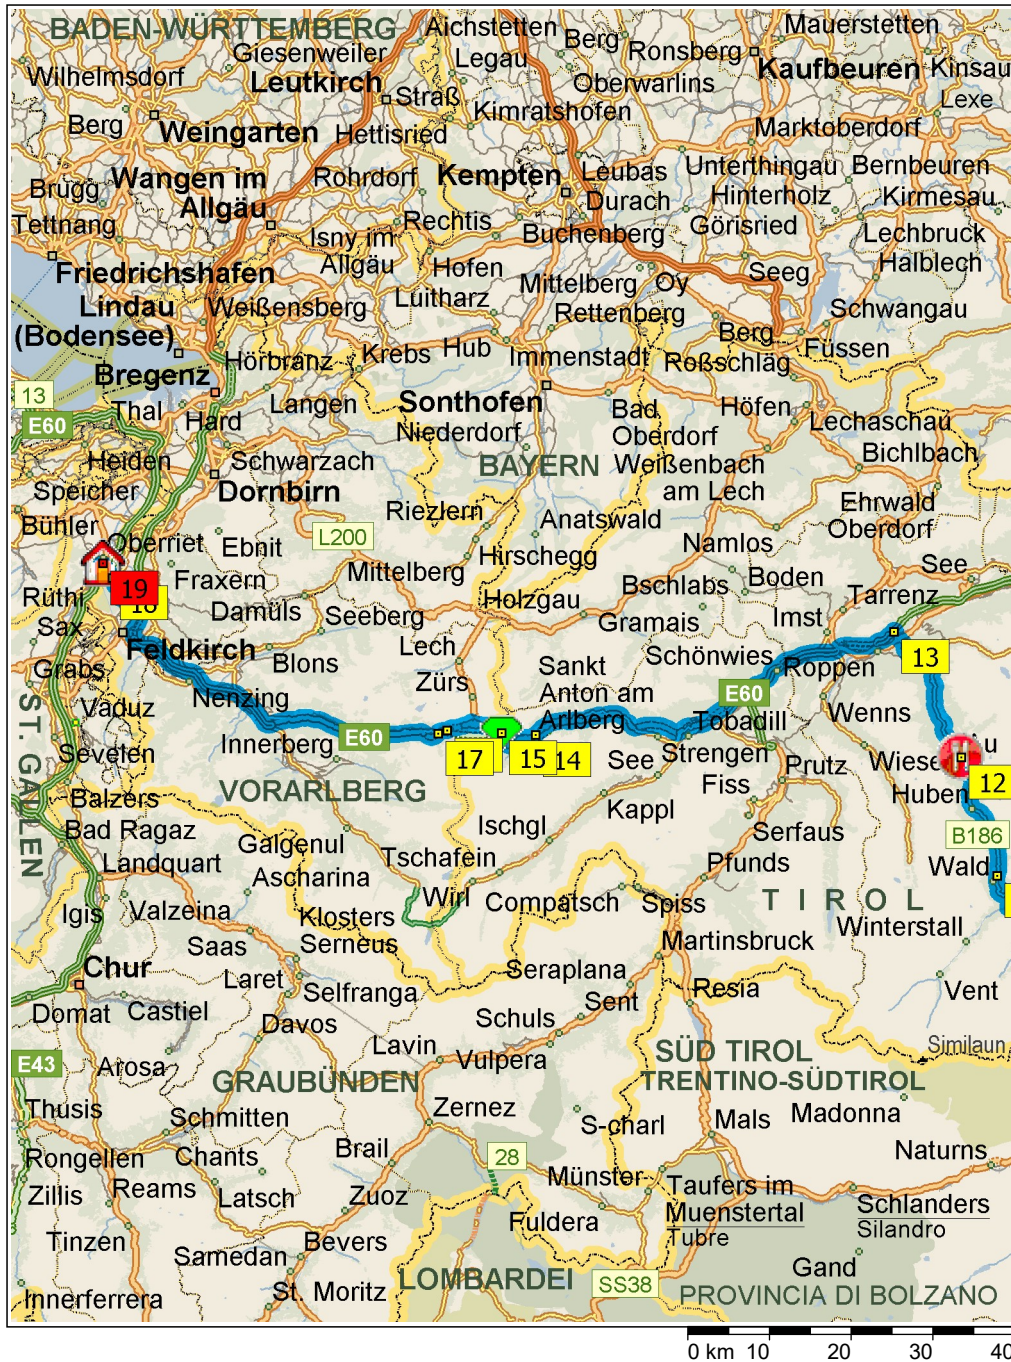 BADEN-WÜRTTEMBERG
Aichstetten
Mauerstetten
Giesenweiler
Legau
Berg
Ronsberg
Wilhelmsdorf
Leutkirch
Oberwarlins
Kaufbeuren
Kinsau
Straß
Kimratshofen
Lexe
Berg
Weingarten
Hettisried
Marktoberdorf
Wangen im
Allgäu
Rohrdorf
Kempten
Leubas
Unterthingau
Bernbeuren
Brugg
Durach
Hinterholz
Kirmesau
Tettnang
Rechtis
Buchenberg
Görisried
Lechbruck
Isny im
Allgäu
Hofen
Halblech
Friedrichshafen
Mittelberg
Oy
Seeg
Lindau
(Bodensee)
Weißensberg
Luitharz
Rettenberg
Schwangau
Berg
Hörbranz
Krebs
Hub
Immenstadt
Roßschläg
Füssen
Bregenz
13
Thal
Langen
Sonthofen
Bad
Oberdorf
Höfen
E60
Hard
Niederdorf
Lechaschau
Heiden
Schwarzach
BAYERN
Weißenbach
am Lech
Bichlbach
Speicher
Dornbirn
Riezlern
Ehrwald
Bühler
Oberriet
Ebnit
L200
Anatswald
Oberdorf
Namlos
Hirschegg
See
Fraxern
Mittelberg
Bschlabs
Boden
Rüthi
19
18
Damüls
Seeberg
Holzgau
Tarrenz
Sax
Gramais
Imst
Feldkirch
Lech
Blons
Schönwies
Roppen
13
Grabs
Sankt
Anton am
Arlberg
Nenzing
Zürs
E60
Vaduz
Tobadill
Wenns
ST. GALLEN
Innerberg
E60
17
15
14
See
Strengen
Sevelen
Prutz
Wiese
Fiss
12
Balzers
VORARLBERG
Kappl
Huben
Bad Ragaz
Ischgl
Serfaus
B186
Galgenul
Landquart
Tschafein
Pfunds
Wald
Ascharina
Wirl
Compatsch
Spiss
TIROL
Igis
Valzeina
Klosters
Winterstall
Saas
Serneus
Martinsbruck
Chur
Laret
Seraplana
Resia
Selfranga
Sent
Vent
Domat
Castiel
Schuls
Davos
Lavin
Vulpera
SÜD TIROL
Similaun
E43
Arosa
GRAUBÜNDEN
TRENTINO-SÜDTIROL
Thusis
Schmitten
Zernez
S-charl
Mals
Madonna
Rongellen
Chants
Brail
28
Naturns
Zillis
Reams
Latsch
Zuoz
Münster
Taufers im
Muenstertal
Tubre
Schlanders
Silandro
Fuldera
Tinzen
Samedan
Bevers
Gand
LOMBARDEI
SS38
Innerferrera
St. Moritz
PROVINCIA DI BOLZANO
0 km 10 20 30 40